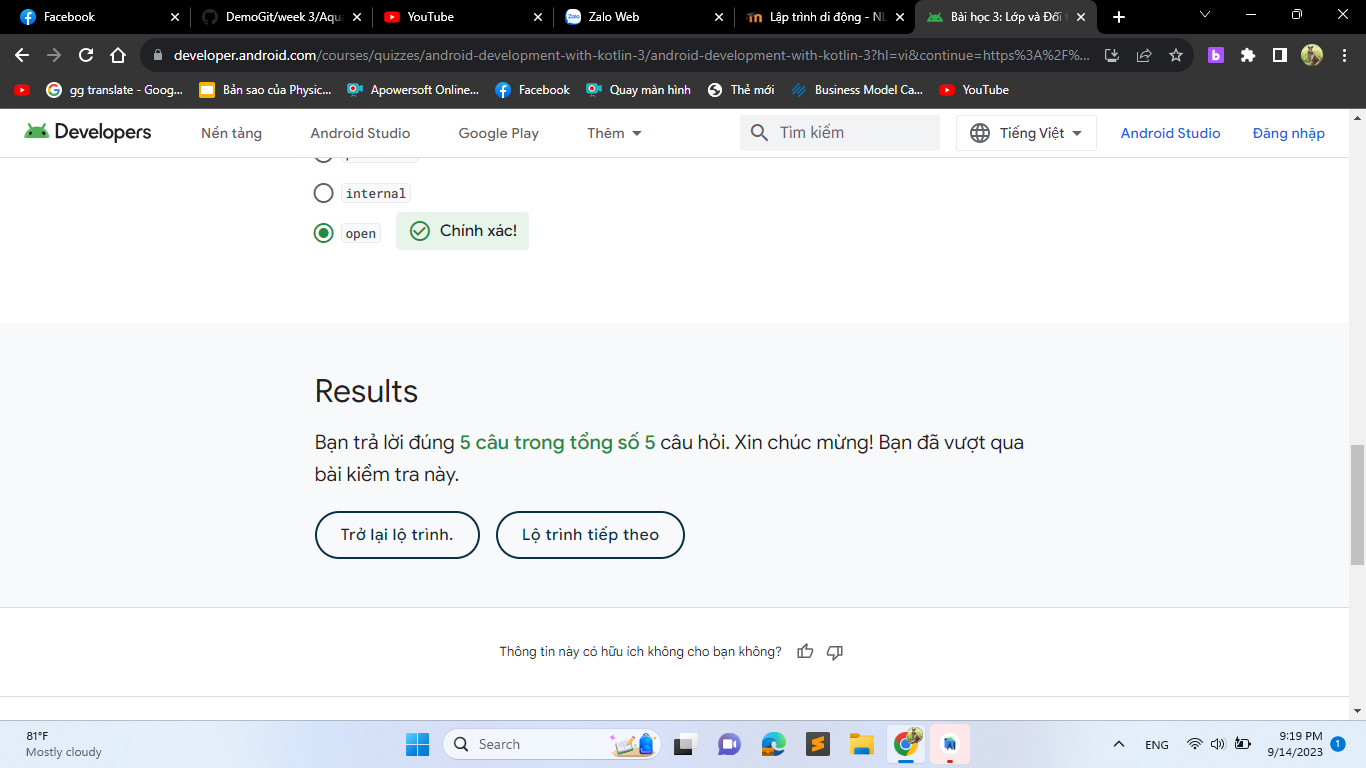 Facebook
DemoGit/week 3/Aqua
YouTube
Zalo Web
Lập trình di động - NL
Bài học 3: Lớp và Đối t
developer.android.com/courses/quizzes/android-development-with-kotlin-3/android-development-with-kotlin-3?hl=vi&continue=https%3A%2F%...
gg translate - Goog...
Bản sao của Physic...
Apowersoft Online...
Facebook
Quay màn hình
Thẻ mới
Business Model Ca...
YouTube
Developers
Nền tảng
Android Studio
Google Play
Thêm
Tìm kiếm
Tiếng Việt
Android Studio
Đăng nhập
internal
open
Chính xác!
Results
Bạn trả lời đúng 5 câu trong tổng số 5 câu hỏi. Xin chúc mừng! Bạn đã vượt qua
bài kiểm tra này.
Trở lại lộ trình.
Lộ trình tiếp theo
Thông tin này có hữu ích không cho bạn không?
81°F
Mostly cloudy
Search
ENG
9:19 PM
9/14/2023
1